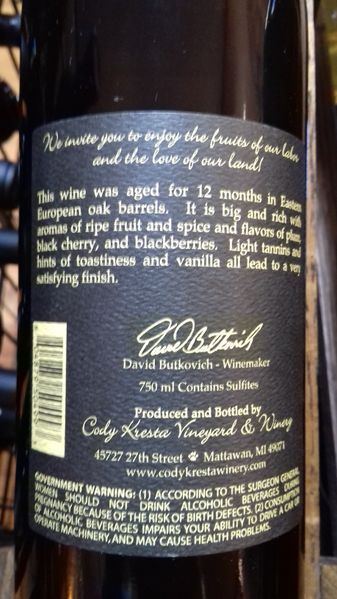 We invite you to enjoy the fruits of our labor
and the love of our land!
This wine was aged for 12 months in Eastern
European oak barrels. It is big and rich with
aromas of ripe fruit and spice and flavors of plum,
black cherry, and blackberries. Light tannins and
hints of toastiness and vanilla all lead to a very
satisfying finish.
David Butkovich
David Butkovich - Winemaker
750 ml Contains Sulfites
Produced and Bottled by
Cody Kresta Vineyard & Winery
45727 27th Street Mattawan, MI 49071
www.codykrestawinery.com
GOVERNMENT WARNING: (1) ACCORDING TO THE SURGEON GENERAL
WOMEN SHOULD NOT DRINK ALCOHOLIC BEVERAGES DURING
PREGNANCY BECAUSE OF THE RISK OF BIRTH DEFECTS. (2) CONSUMPTION
OF ALCOHOLIC BEVERAGES IMPAIRS YOUR ABILITY TO DRIVE A CAR OR
OPERATE MACHINERY, AND MAY CAUSE HEALTH PROBLEMS.